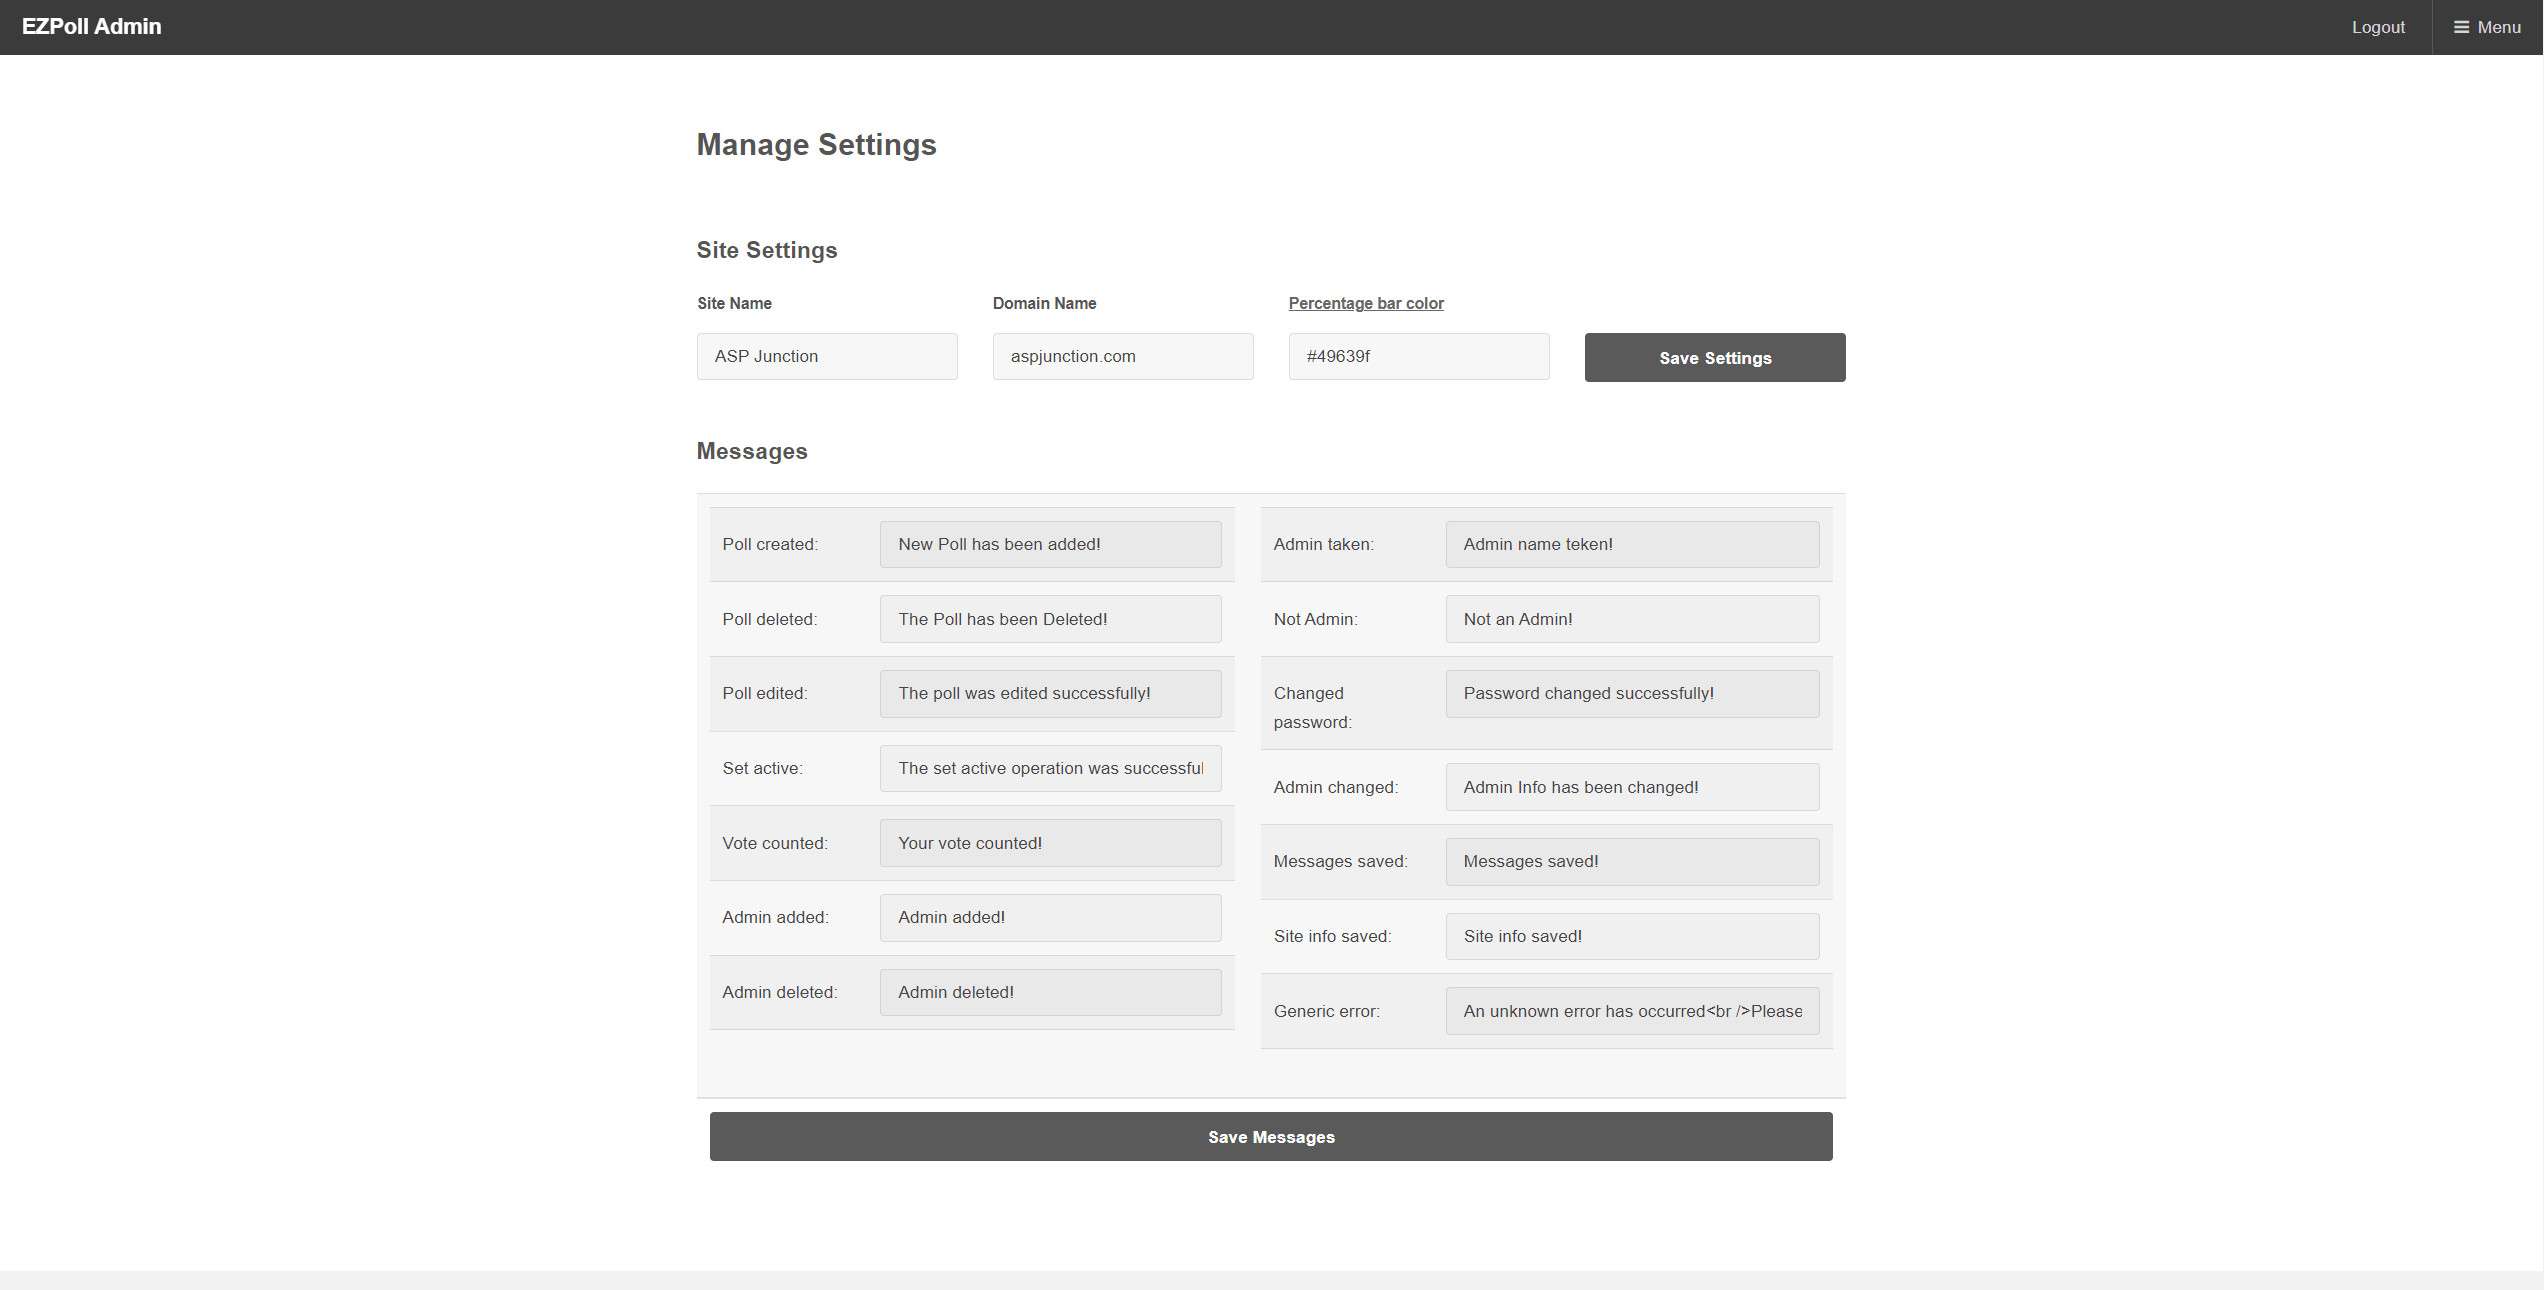 EZPoll Admin
Logout
Menu
Manage Settings
Site Settings
Site Name
Domain Name
Percentage bar color
ASP Junction
aspjunction.com
#49639f
Save Settings
Messages
Poll created:
New Poll has been added!
Poll deleted:
The Poll has been Deleted!
Poll edited:
The poll was edited successfully!
Set active:
The set active operation was successful
Vote counted:
Your vote counted!
Admin added:
Admin added!
Admin deleted:
Admin deleted!
Admin taken:
Admin name teken!
Not Admin:
Not an Admin!
Changed
password:
Password changed successfully!
Admin changed:
Admin Info has been changed!
Messages saved:
Messages saved!
Site info saved:
Site info saved!
Generic error:
An unknown error has occurred<br />Please
Save Messages